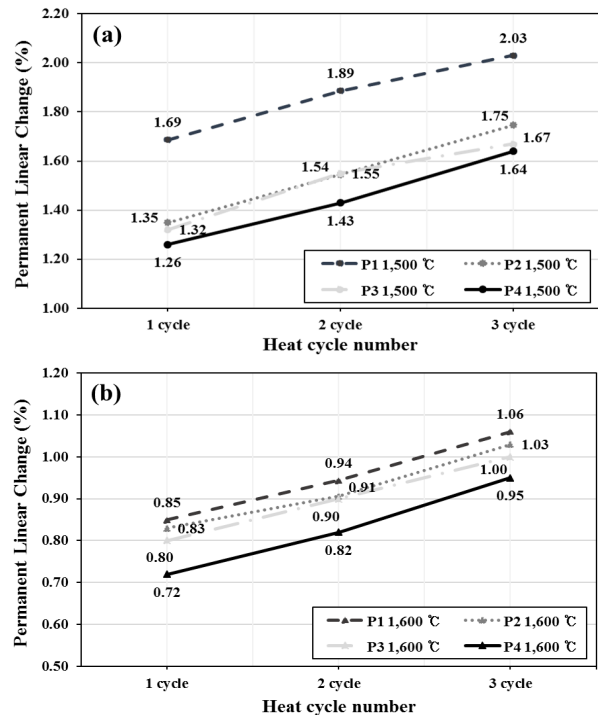 (a)
Permanent Linear Change (%)
2.20
2.00
1.80
1.60
1.40
1.20
1.00
1.69
1.89
2.03
1.35
1.54
1.75
1.32
1.55
1.67
1.26
1.43
1.64
P1 1,500 ℃
P2 1,500 ℃
P3 1,500 ℃
P4 1,500 ℃
1 cycle
2 cycle
3 cycle
Heat cycle number
(b)
Permanent Linear Change (%)
1.20
1.10
1.00
0.90
0.80
0.70
0.60
0.50
0.85
0.94
1.06
0.83
0.91
1.03
0.80
0.90
1.00
0.72
0.82
0.95
P1 1,600 ℃
P2 1,600 ℃
P3 1,600 ℃
P4 1,600 ℃
1 cycle
2 cycle
3 cycle
Heat cycle number